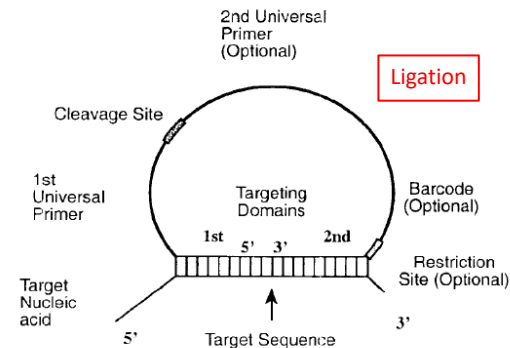 2nd Universal
Primer
(Optional)
Ligation
Cleavage Site
1st
Universal
Primer
Targeting
Domains
Barcode
(Optional)
1st 5' 3' 2nd
Restriction
Site (Optional)
Target
Nucleic
acid
5'
Target Sequence
3'